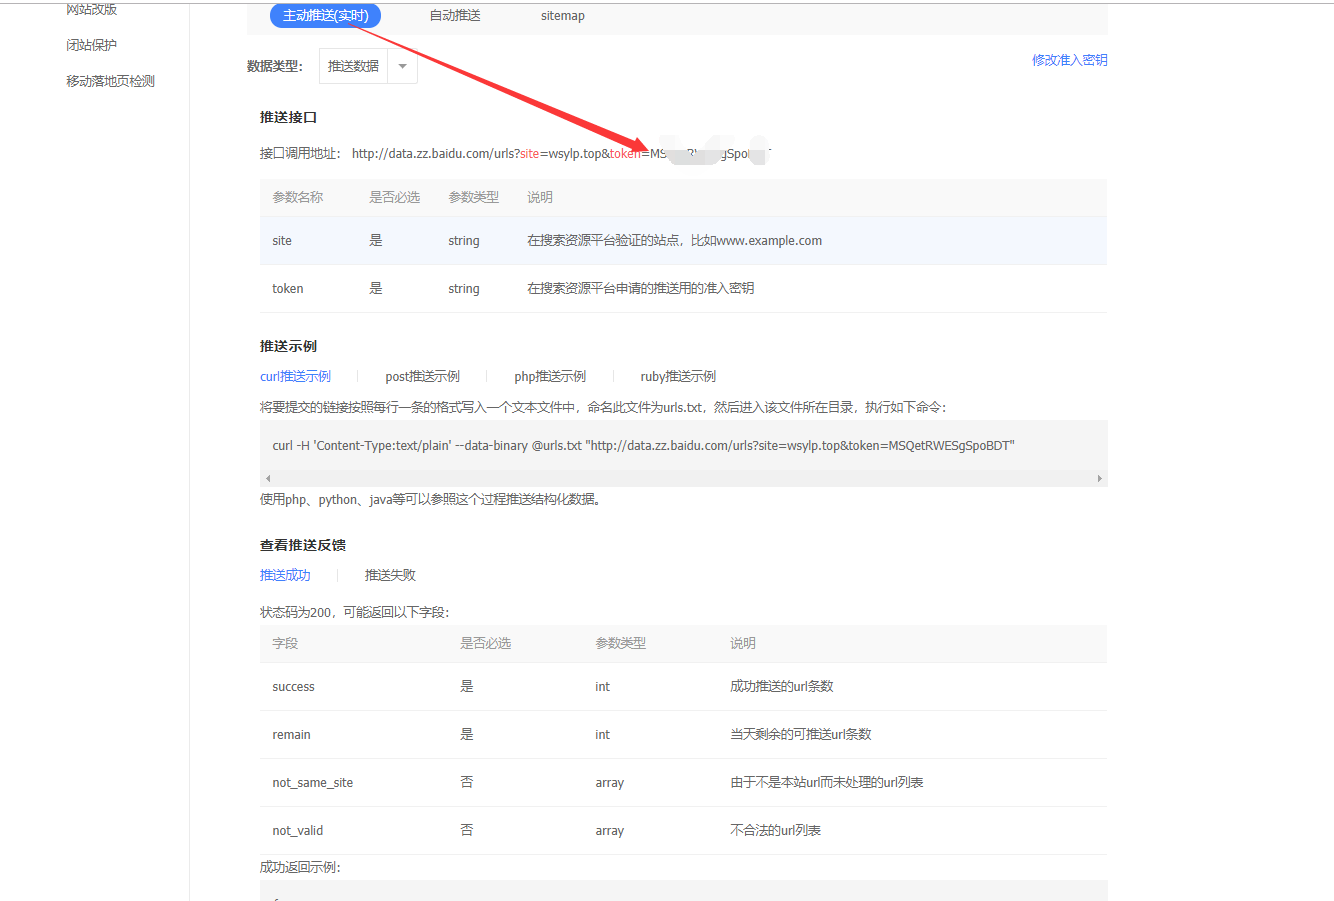 网站改版
闭站保护
移动落地页检测
主动推送(实时) 自动推送 sitemap
数据类型： 推送数据 修改准入密钥
推送接口
接口调用地址： http://data.zz.baidu.com/urls?site=wsylp.top&token=
参数名称 是否必选 参数类型 说明
site 是 string 在搜索资源平台验证的站点，比如www.example.com
token 是 string 在搜索资源平台申请的推送用的准入密钥
推送示例
curl推送示例 post推送示例 php推送示例 ruby推送示例
将要提交的链接按照每行一条的格式写入一个文本文件中，命名此文件为urls.txt，然后进入该文件所在目录，执行如下命令：
curl -H 'Content-Type:text/plain' --data-binary @urls.txt "http://data.zz.baidu.com/urls?site=wsylp.top&token=MSQetRWESgSpoBDT"
使用php、python、java等可以参照这个过程推送结构化数据。
查看推送反馈
推送成功 推送失败
状态码为200，可能返回以下字段：
字段 是否必选 参数类型 说明
success 是 int 成功推送的url条数
remain 是 int 当天剩余的可推送url条数
not_same_site 否 array 由于不是本站url而未处理的url列表
not_valid 否 array 不合法的url列表
成功返回示例：